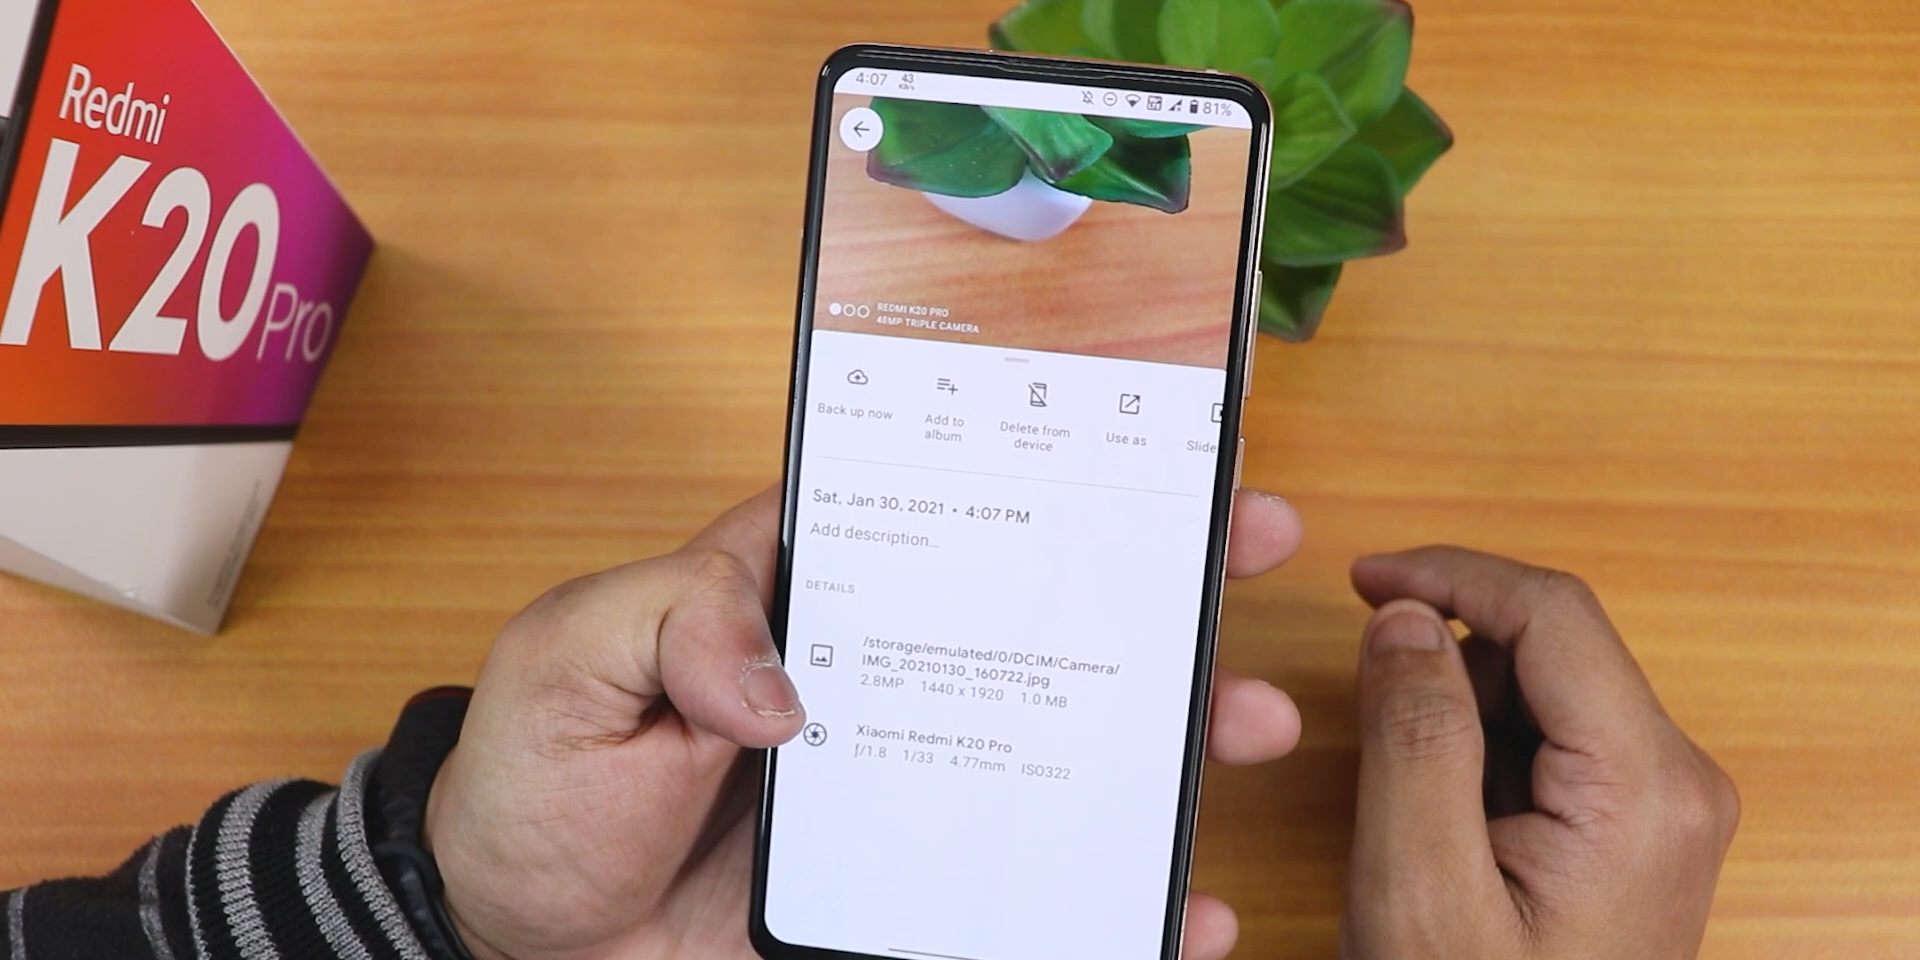 Redmi
K20 Pro
4:07
43
KB/s
81%
REDMI K20 PRO
48MP TRIPLE CAMERA
Back up now
Add to
album
Delete from
device
Use as
Slide
Sat, Jan 30, 2021 • 4:07 PM
Add description...
DETAILS
/storage/emulated/0/DCIM/Camera/
IMG_20210130_160722.jpg
2.8MP 1440 x 1920 1.0 MB
Xiaomi Redmi K20 Pro
ƒ/1.8 1/33 4.77mm ISO322